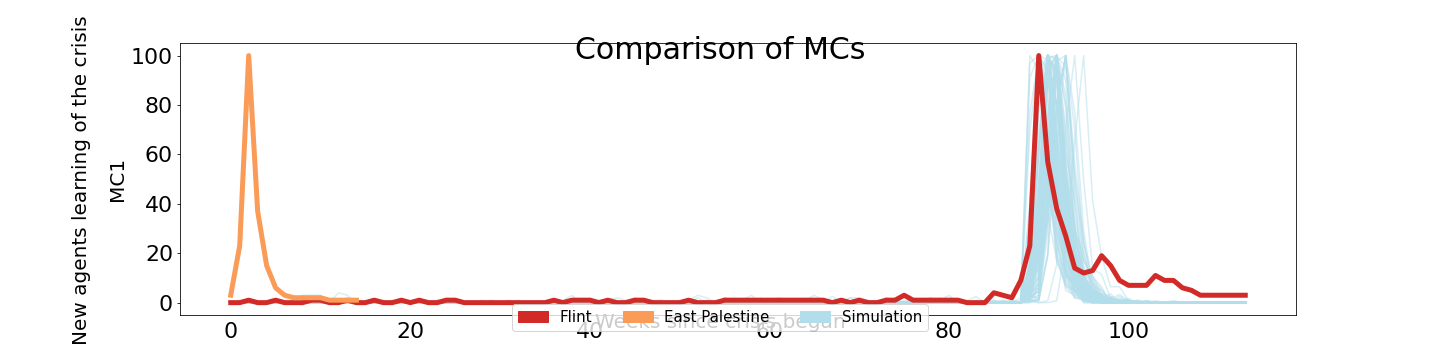 Comparison of MCs
New agents learning of the crisis
MC1
100
80
60
40
20
0
0 20 40 60 80 100
Weeks since crisis began
Flint East Palestine Simulation